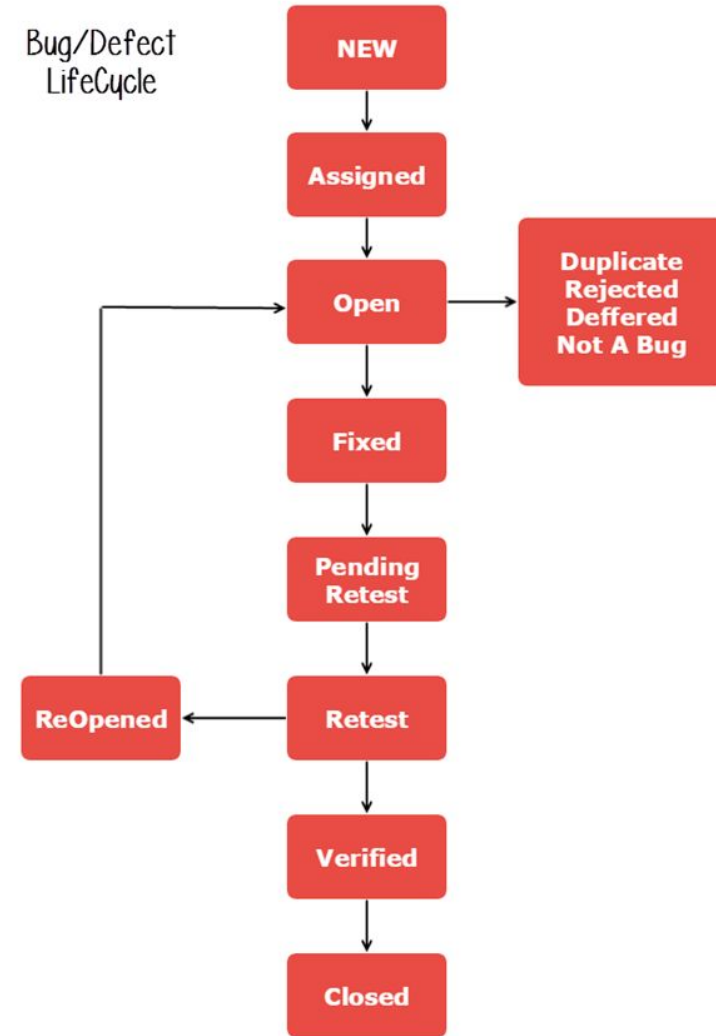 Bug/Defect
LifeCycle
NEW
Assigned
Open
Duplicate
Rejected
Deffered
Not A Bug
Fixed
Pending
Retest
ReOpened
Retest
Verified
Closed